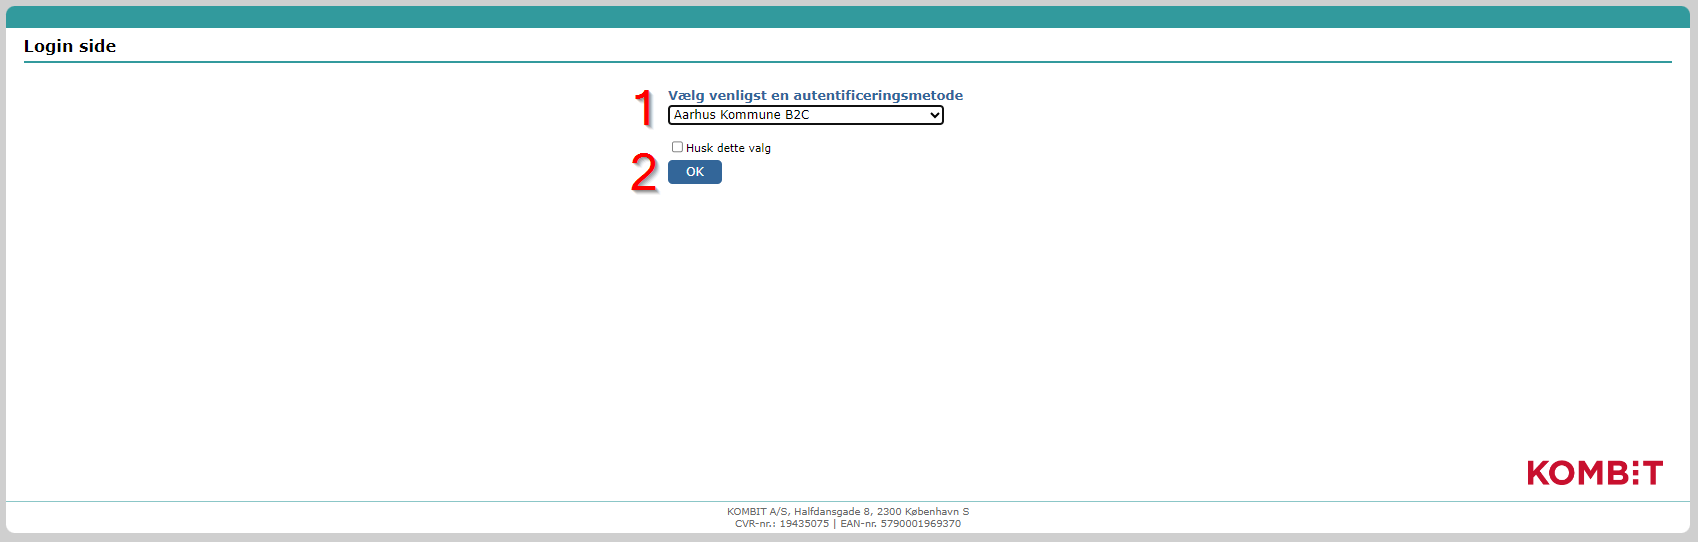 Login side
1
Vælg venligst en autentificeringsmetode
Aarhus Kommune B2C
Husk dette valg
2
OK
KOMBIT
KOMBIT A/S, Halfdansgade 8, 2300 København S
CVR-nr.: 19435075 | EAN-nr. 5790001969370